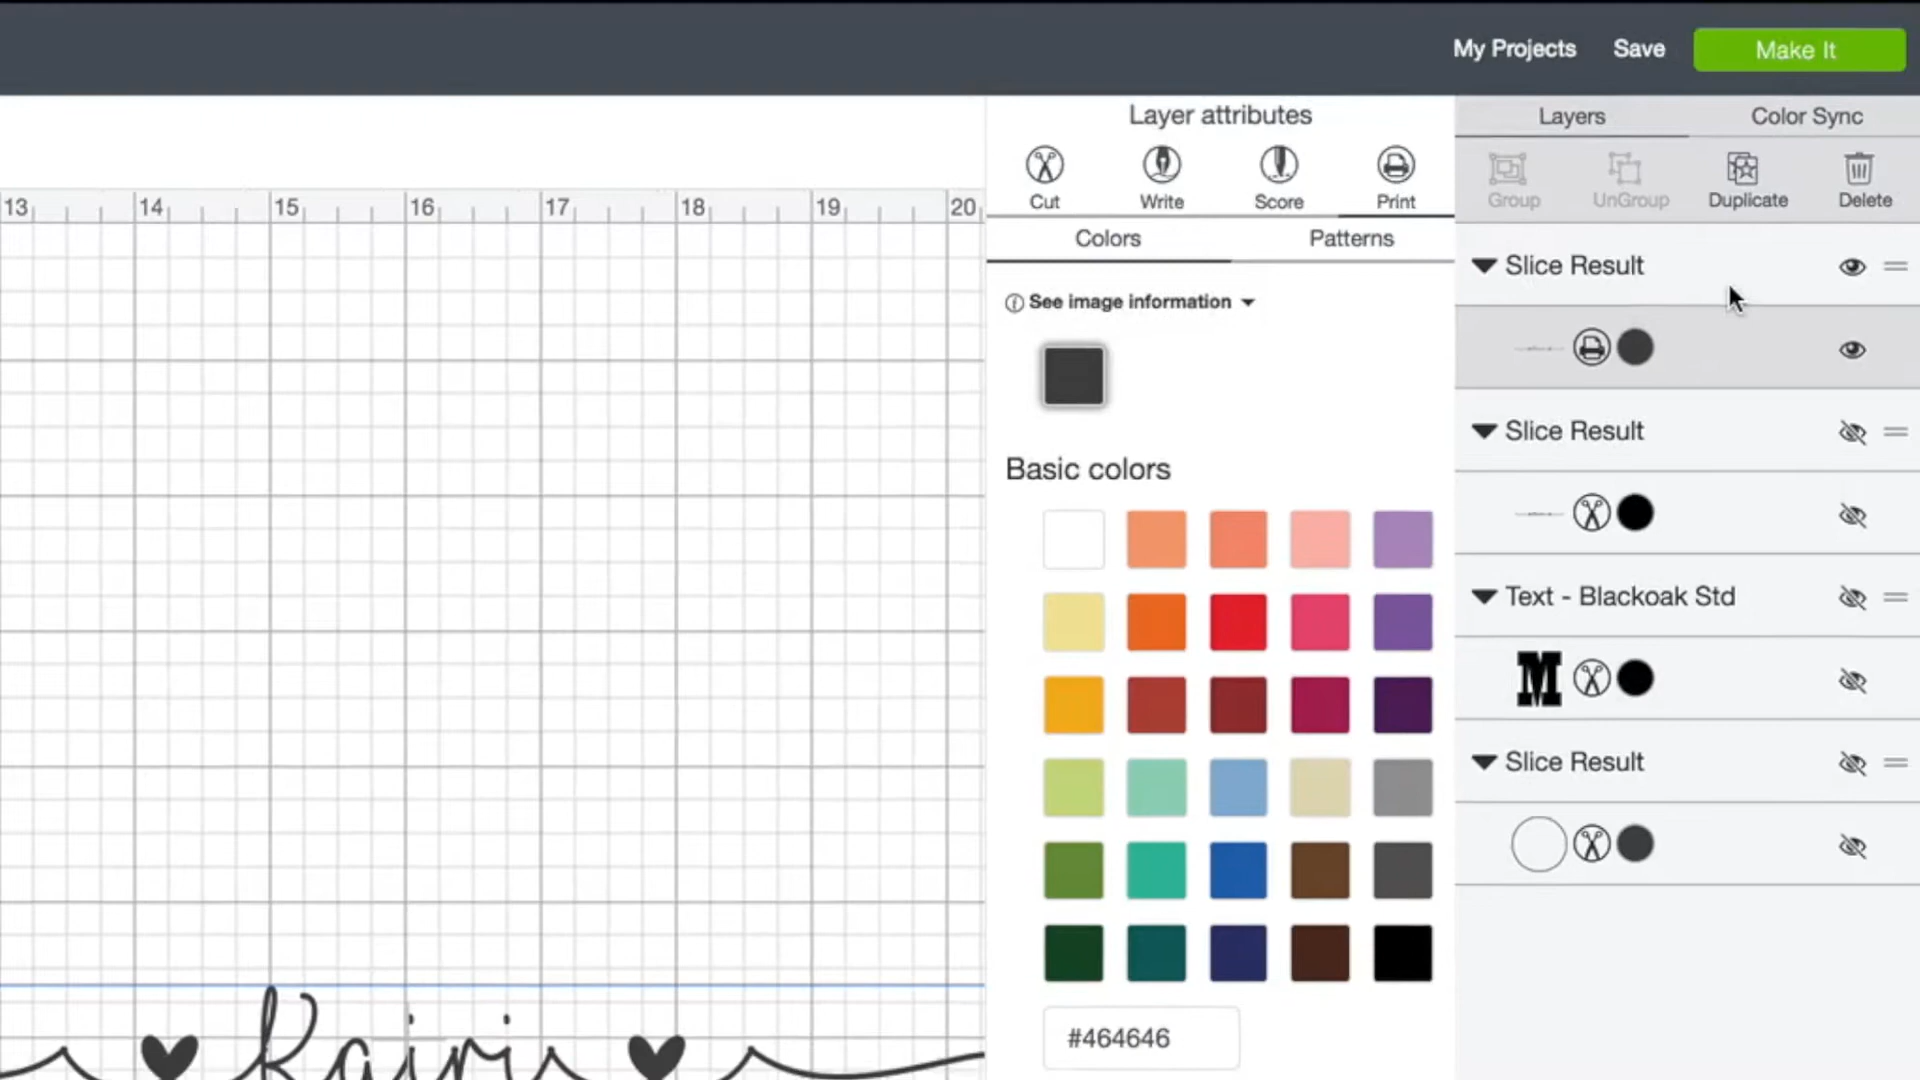 My Projects Save Make It
Layer attributes
Layers Color Sync
Cut Write Score Print
Group UnGroup Duplicate Delete
13 14 15 16 17 18 19 20
Colors Patterns
See image information
Slice Result
Basic colors
Slice Result
Text - Blackoak Std
M
Slice Result
#464646
Kairi